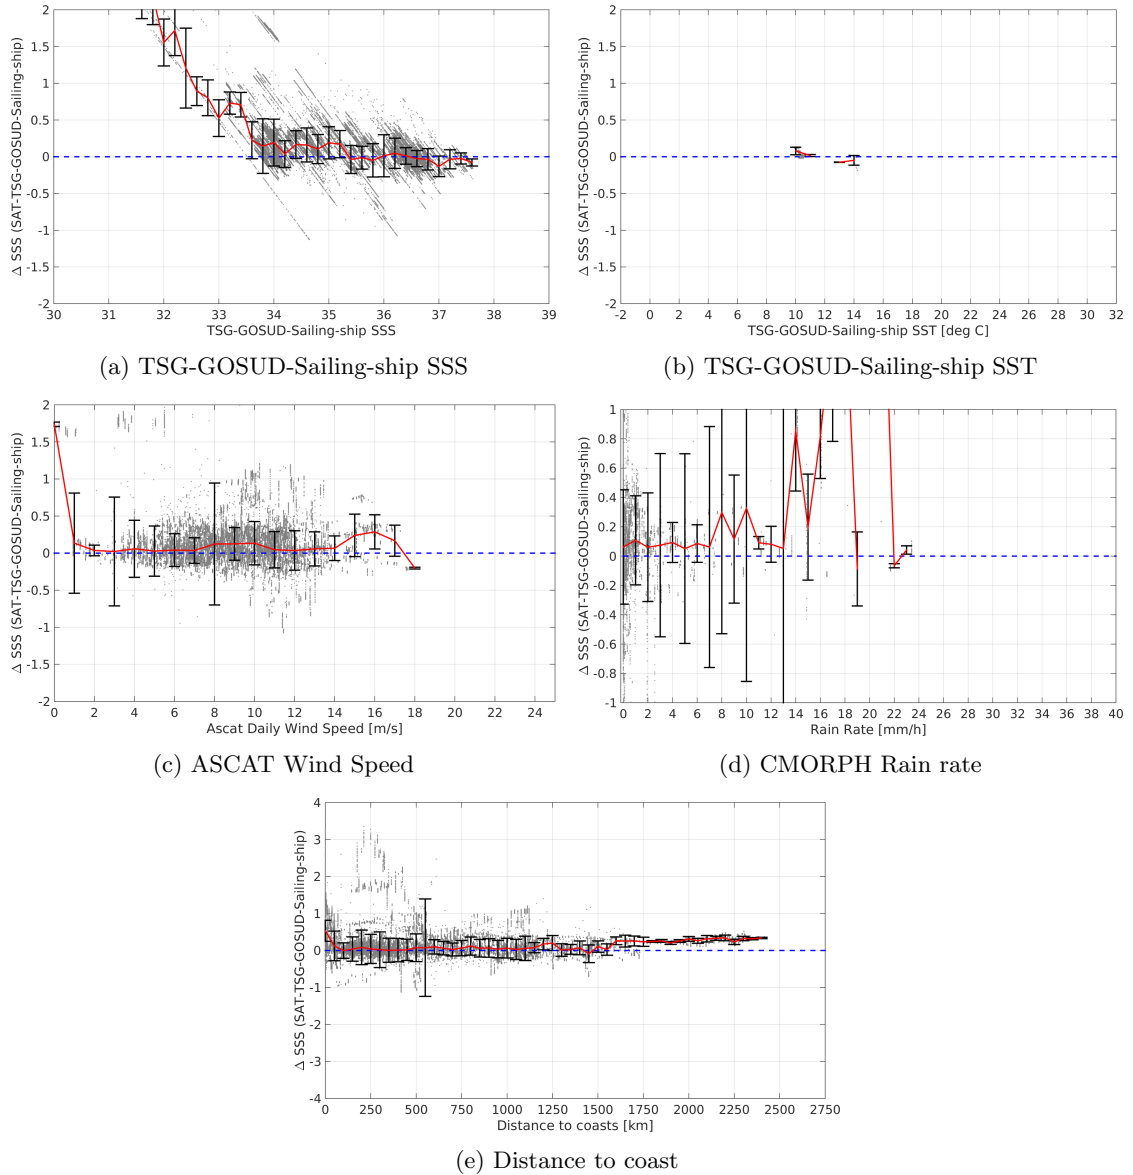 2
1.5
1
0.5
0
-0.5
-1
-1.5
-2
Δ SSS (SAT-TSG-GOSUD-Sailing-ship)
30 31 32 33 34 35 36 37 38 39
TSG-GOSUD-Sailing-ship SSS
(a) TSG-GOSUD-Sailing-ship SSS
2
1.5
1
0.5
0
-0.5
-1
-1.5
-2
Δ SSS (SAT-TSG-GOSUD-Sailing-ship)
-2 0 2 4 6 8 10 12 14 16 18 20 22 24 26 28 30 32
TSG-GOSUD-Sailing-ship SST [deg C]
(b) TSG-GOSUD-Sailing-ship SST
2
1.5
1
0.5
0
-0.5
-1
-1.5
-2
Δ SSS (SAT-TSG-GOSUD-Sailing-ship)
0 2 4 6 8 10 12 14 16 18 20 22 24
Ascat Daily Wind Speed [m/s]
(c) ASCAT Wind Speed
1
0.8
0.6
0.4
0.2
0
-0.2
-0.4
-0.6
-0.8
-1
Δ SSS (SAT-TSG-GOSUD-Sailing-ship)
0 2 4 6 8 10 12 14 16 18 20 22 24 26 28 30 32 34 36 38 40
Rain Rate [mm/h]
(d) CMORPH Rain rate
4
3
2
1
0
-1
-2
-3
-4
Δ SSS (SAT-TSG-GOSUD-Sailing-ship)
0 250 500 750 1000 1250 1500 1750 2000 2250 2500 2750
Distance to coasts [km]
(e) Distance to coast